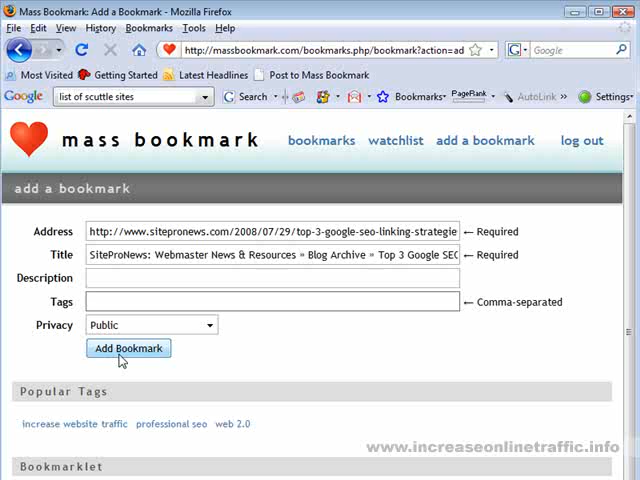 Mass Bookmark: Add a Bookmark - Mozilla Firefox
File Edit View History Bookmarks Tools Help
http://massbookmark.com/bookmarks.php/bookmark?action=ad G Google
Most Visited Getting Started Latest Headlines Post to Mass Bookmark
Google list of scuttle sites G Search Bookmarks PageRank AutoLink » Settings
mass bookmark bookmarks watchlist add a bookmark log out
add a bookmark
Address http://www.sitepronews.com/2008/07/29/top-3-google-seo-linking-strategie ← Required
Title SiteProNews: Webmaster News & Resources » Blog Archive » Top 3 Google SEO ← Required
Description
Tags ← Comma-separated
Privacy Public
Add Bookmark
Popular Tags
increase website traffic professional seo web 2.0
www.increaseonlinetraffic.info
Bookmarklet